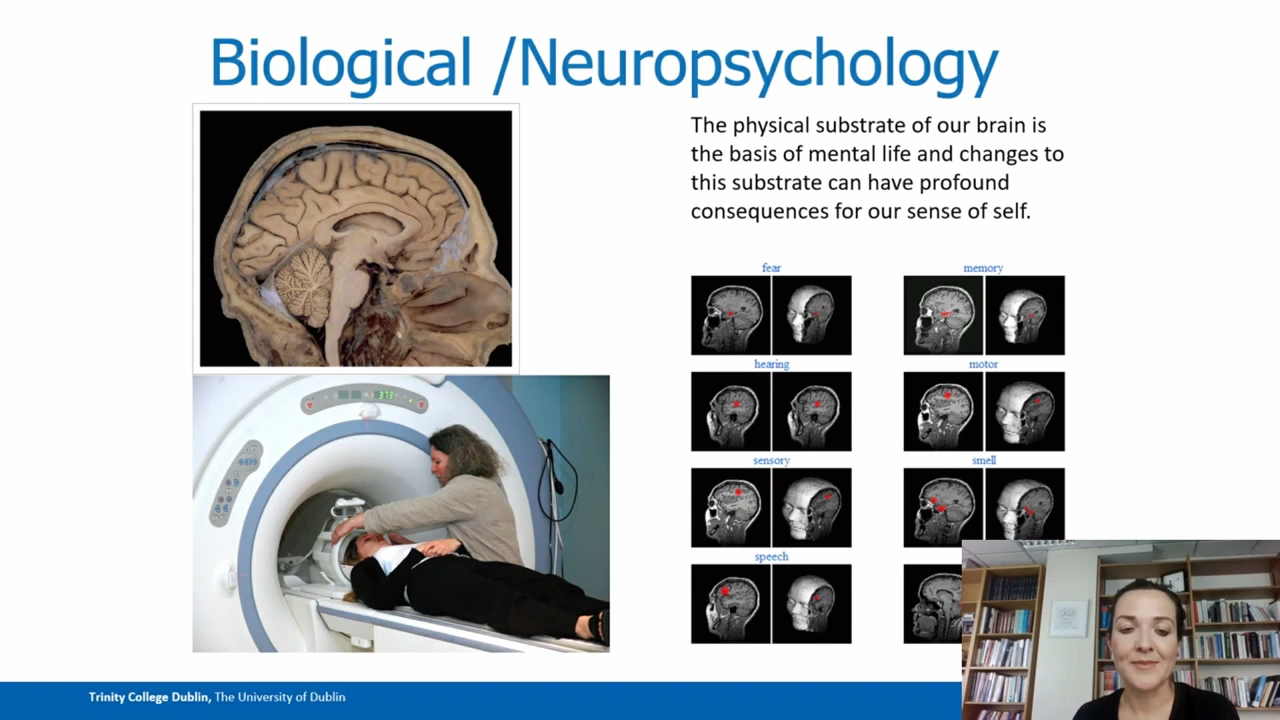 Biological /Neuropsychology
The physical substrate of our brain is
the basis of mental life and changes to
this substrate can have profound
consequences for our sense of self.
fear
memory
hearing
motor
sensory
smell
speech
373
Trinity College Dublin, The University of Dublin